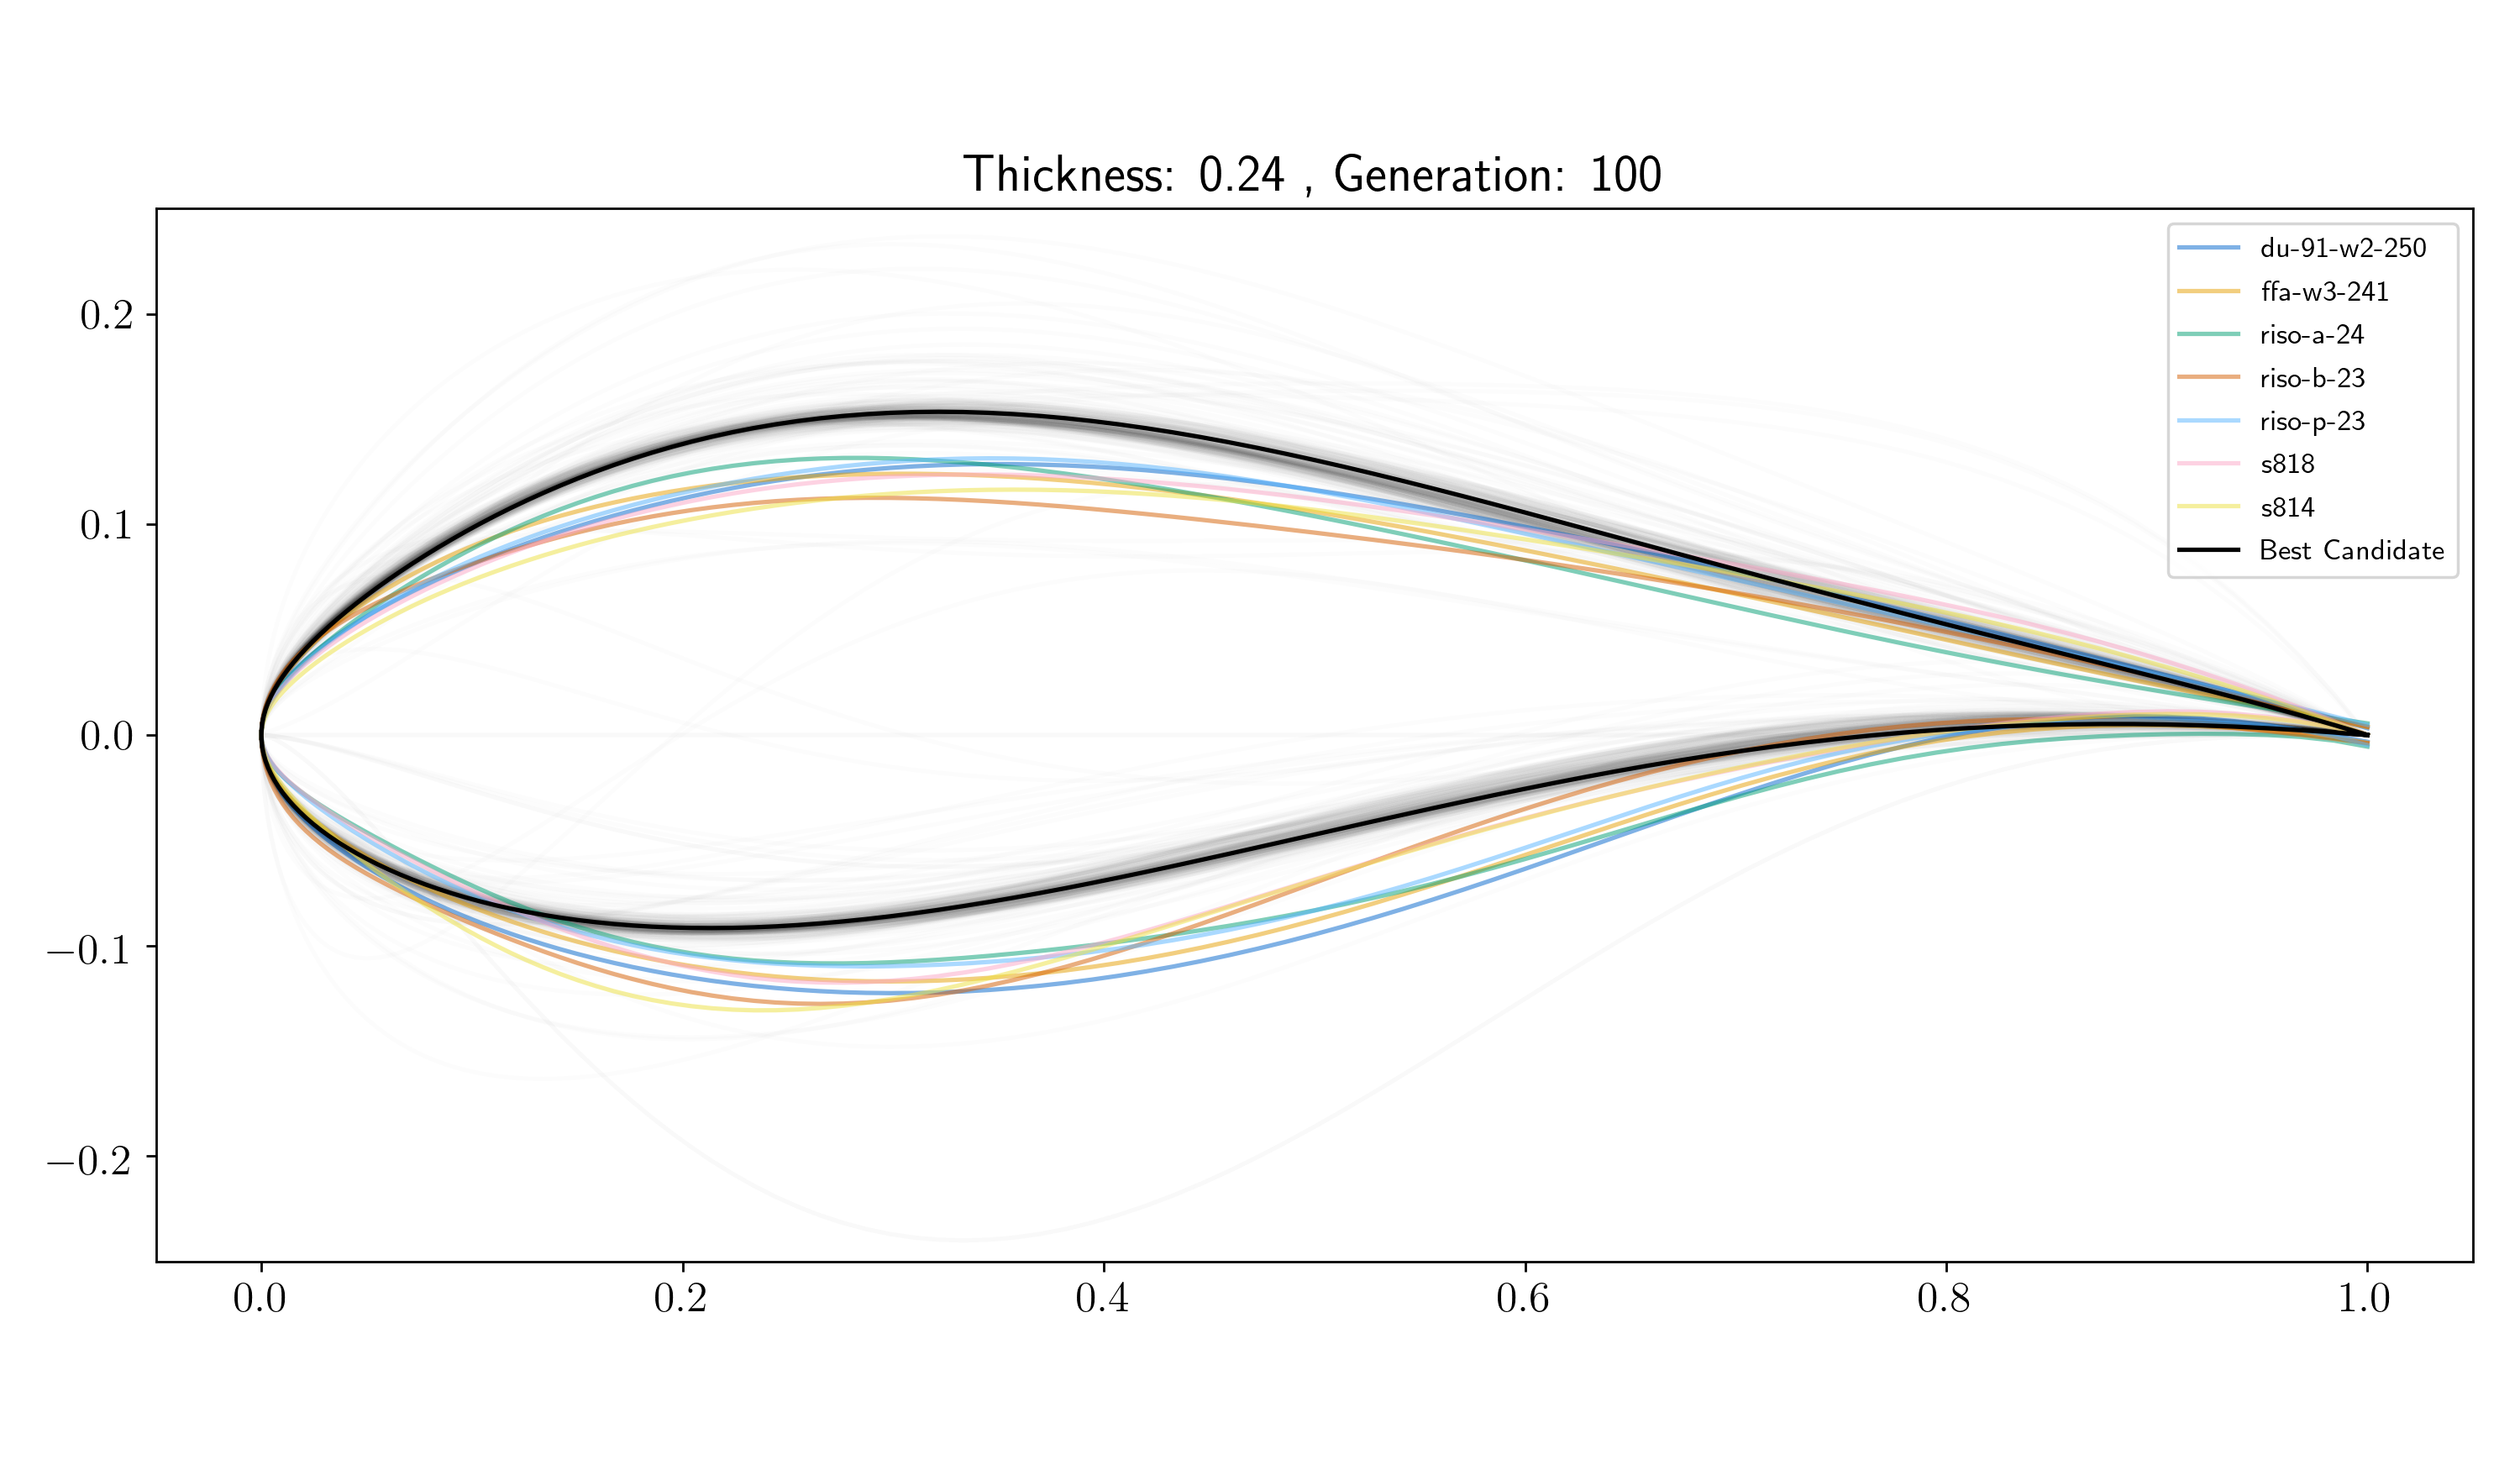 Thickness: 0.24 , Generation: 100
du-91-w2-250
ffa-w3-241
riso-a-24
riso-b-23
riso-p-23
s818
s814
Best Candidate
0.2
0.1
0.0
−0.1
−0.2
0.0 0.2 0.4 0.6 0.8 1.0